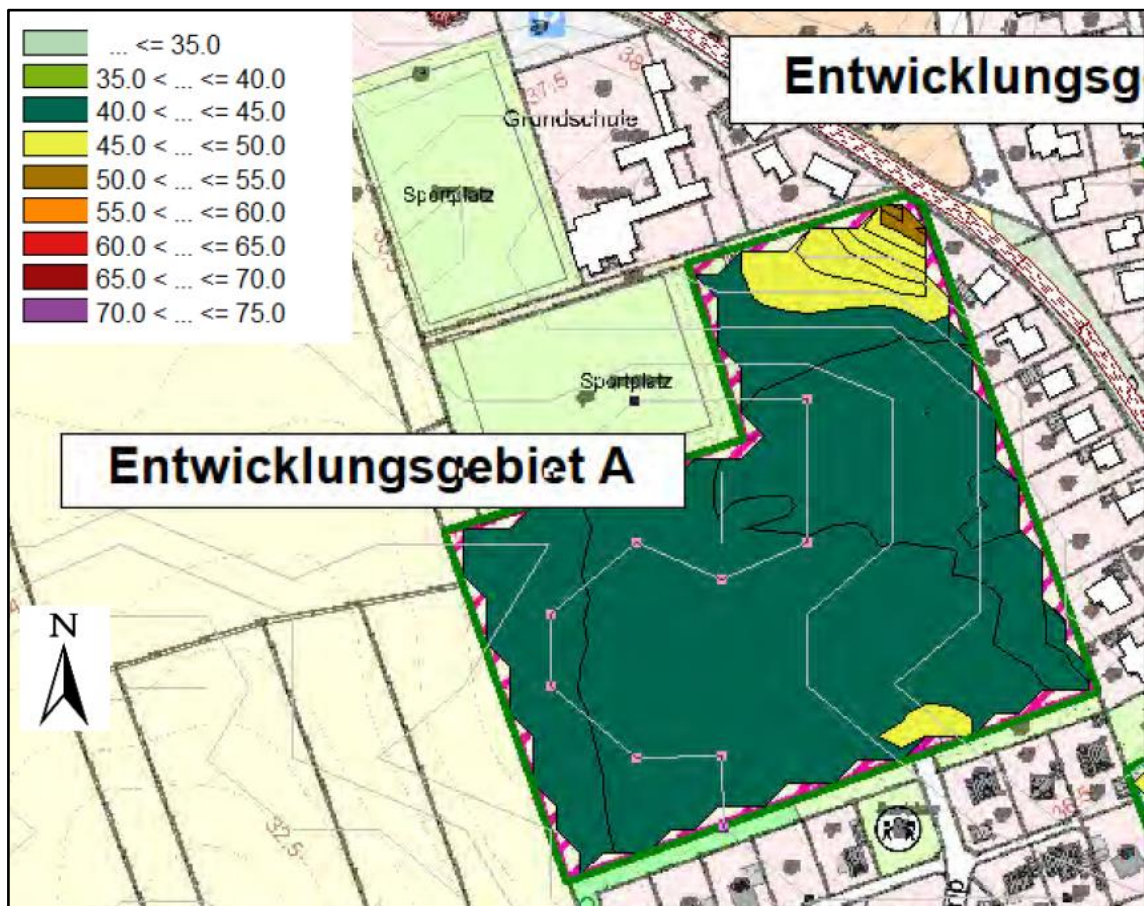 ... <= 35.0
35.0 < ... <= 40.0
40.0 < ... <= 45.0
45.0 < ... <= 50.0
50.0 < ... <= 55.0
55.0 < ... <= 60.0
60.0 < ... <= 65.0
65.0 < ... <= 70.0
70.0 < ... <= 75.0
Entwicklungsg
37.5
Grundschule
Sportplatz
Sportplatz
Entwicklungsgebiet A
N
32.5